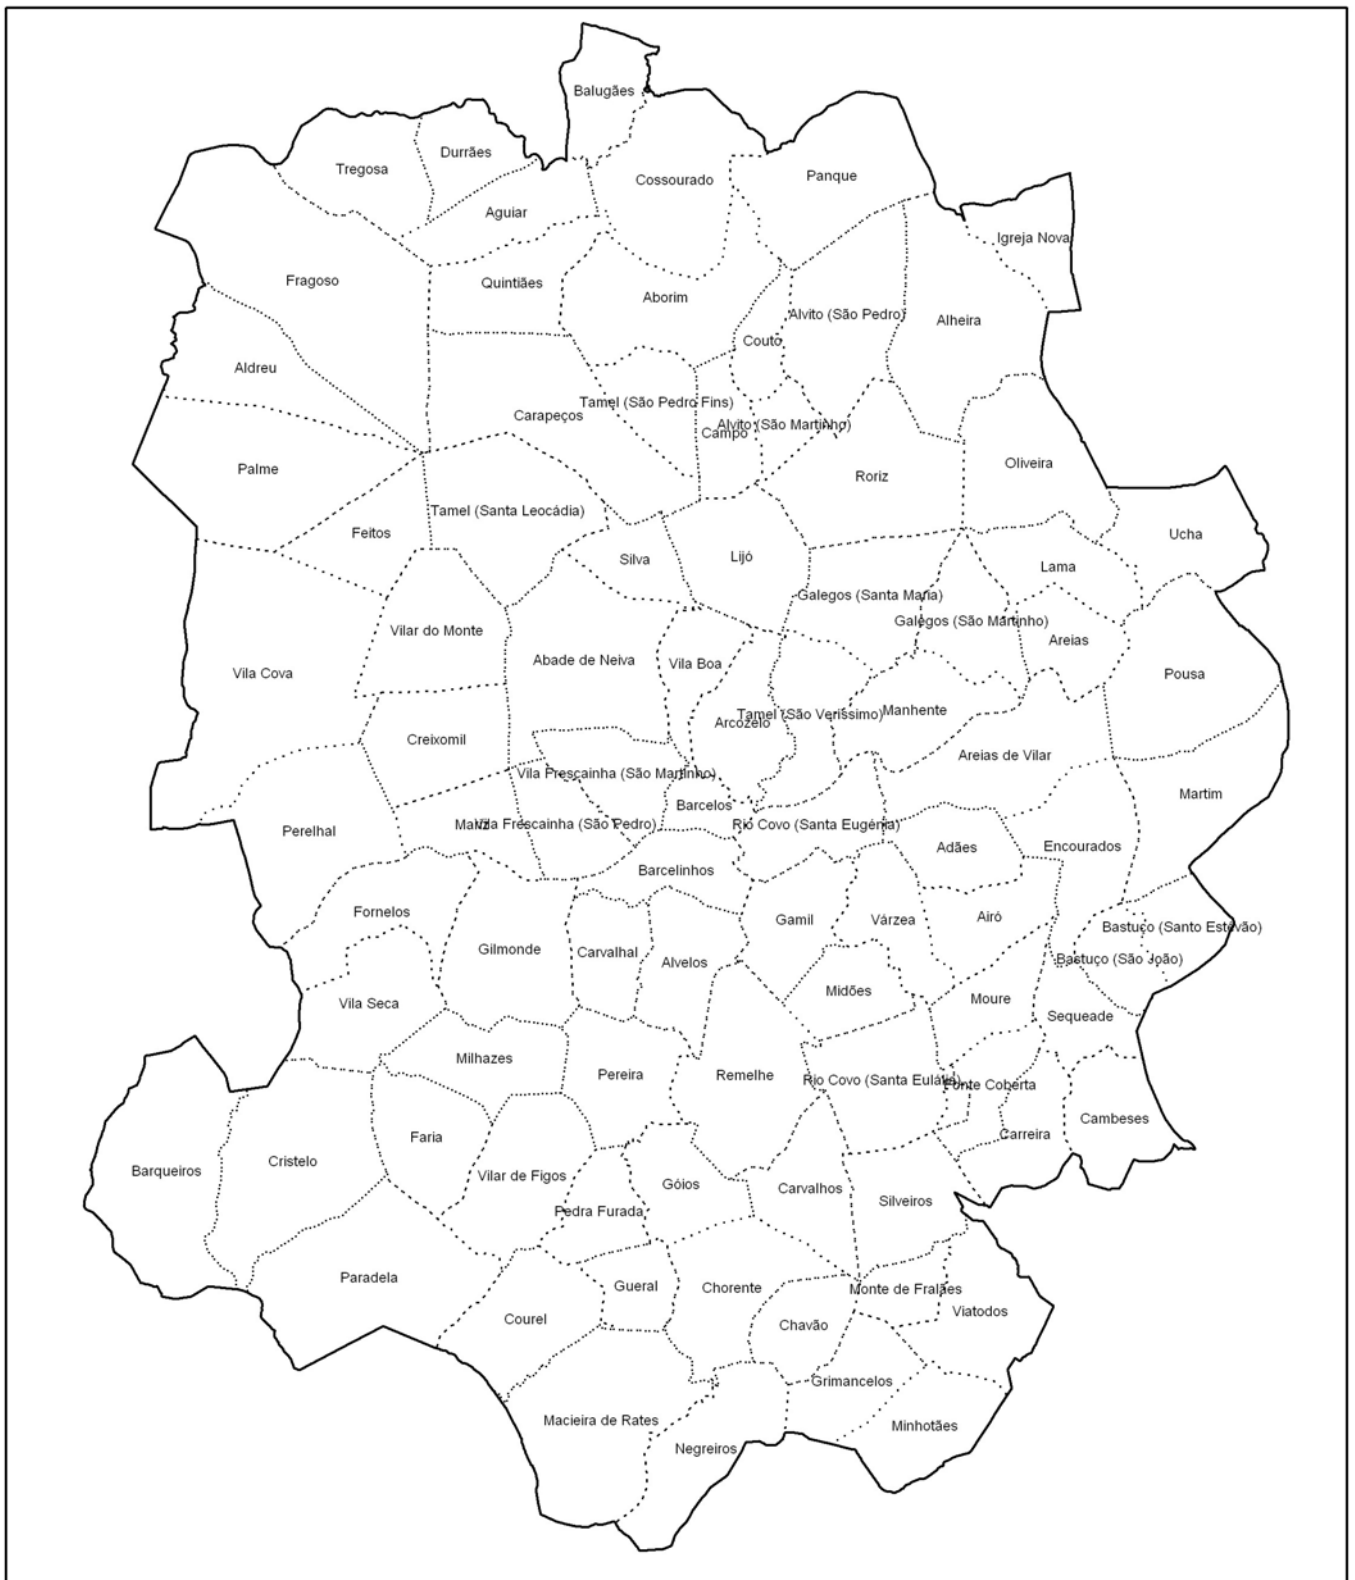 Balugães
Durrães
Tregosa
Cossourado
Panque
Aguiar
Igreja Nova
Fragoso
Quintiães
Aborim
Alvito (São Pedro)
Alheira
Couto
Aldreu
Tamel (São Pedro Fins)
Carapeços
Alvito (São Martinho)
Campo
Oliveira
Palme
Roriz
Tamel (Santa Leocádia)
Feitos
Ucha
Silva
Lijó
Lama
Galegos (Santa Maria)
Galegos (São Martinho)
Vilar do Monte
Areias
Abade de Neiva
Vila Boa
Vila Cova
Pousa
Manhente
Tamel (São Veríssimo)
Arcozelo
Creixomil
Areias de Vilar
Vila Frescainha (São Martinho)
Martim
Barcelos
Perelhal
Mariz
Vila Frescainha (São Pedro)
Rio Covo (Santa Eugénia)
Adães
Encourados
Barcelinhos
Fornelos
Gamil
Várzea
Airó
Bastuço (Santo Estêvão)
Gilmonde
Carvalhal
Alvelos
Bastuço (São João)
Midões
Moure
Vila Seca
Sequeade
Milhazes
Pereira
Remelhe
Rio Covo (Santa Eulália)
Fonte Coberta
Cambeses
Faria
Carreira
Cristelo
Barqueiros
Vilar de Figos
Góios
Carvalhos
Silveiros
Pedra Furada
Paradela
Gueral
Chorente
Monte de Fralães
Viatodos
Courel
Chavão
Grimancelos
Macieira de Rates
Minhotães
Negreiros